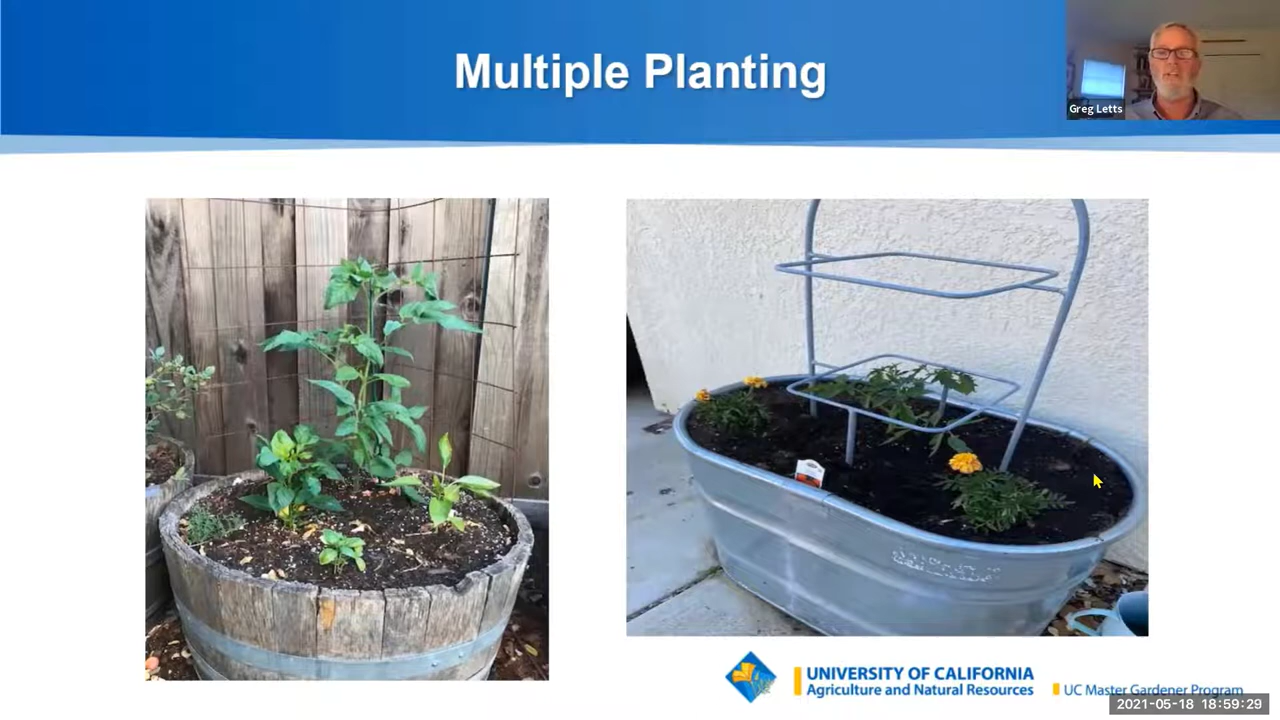 Multiple Planting
Greg Letts
UNIVERSITY OF CALIFORNIA
Agriculture and Natural Resources
UC Master Gardener Program
2021-05-18 18:59:29